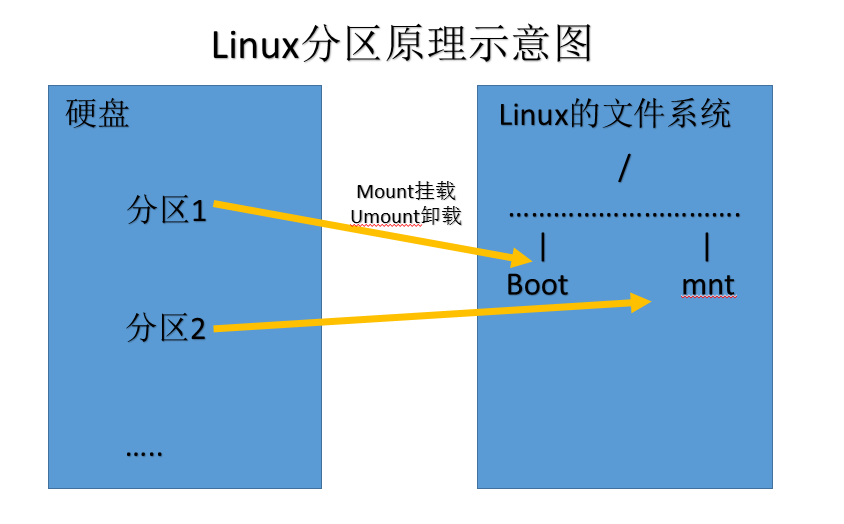 Linux分区原理示意图
硬盘
分区1
分区2
…..
Mount挂载
Umount卸载
Linux的文件系统
/
………………………….
| |
Boot mnt